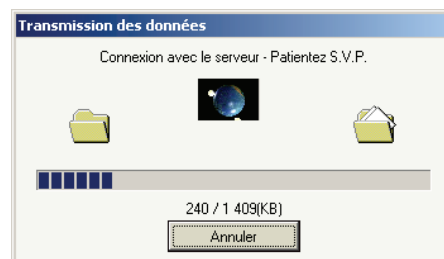 Transmission des données
Connexion avec le serveur - Patientez S.V.P.
240 / 1 409(KB)
Annuler